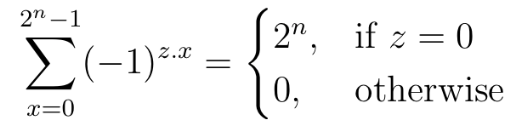 $$\sum_{x=0}^{2^n-1} (-1)^{z.x} = \begin{cases} 2^n, & \text{if } z = 0 \\ 0, & \text{otherwise} \end{cases}$$